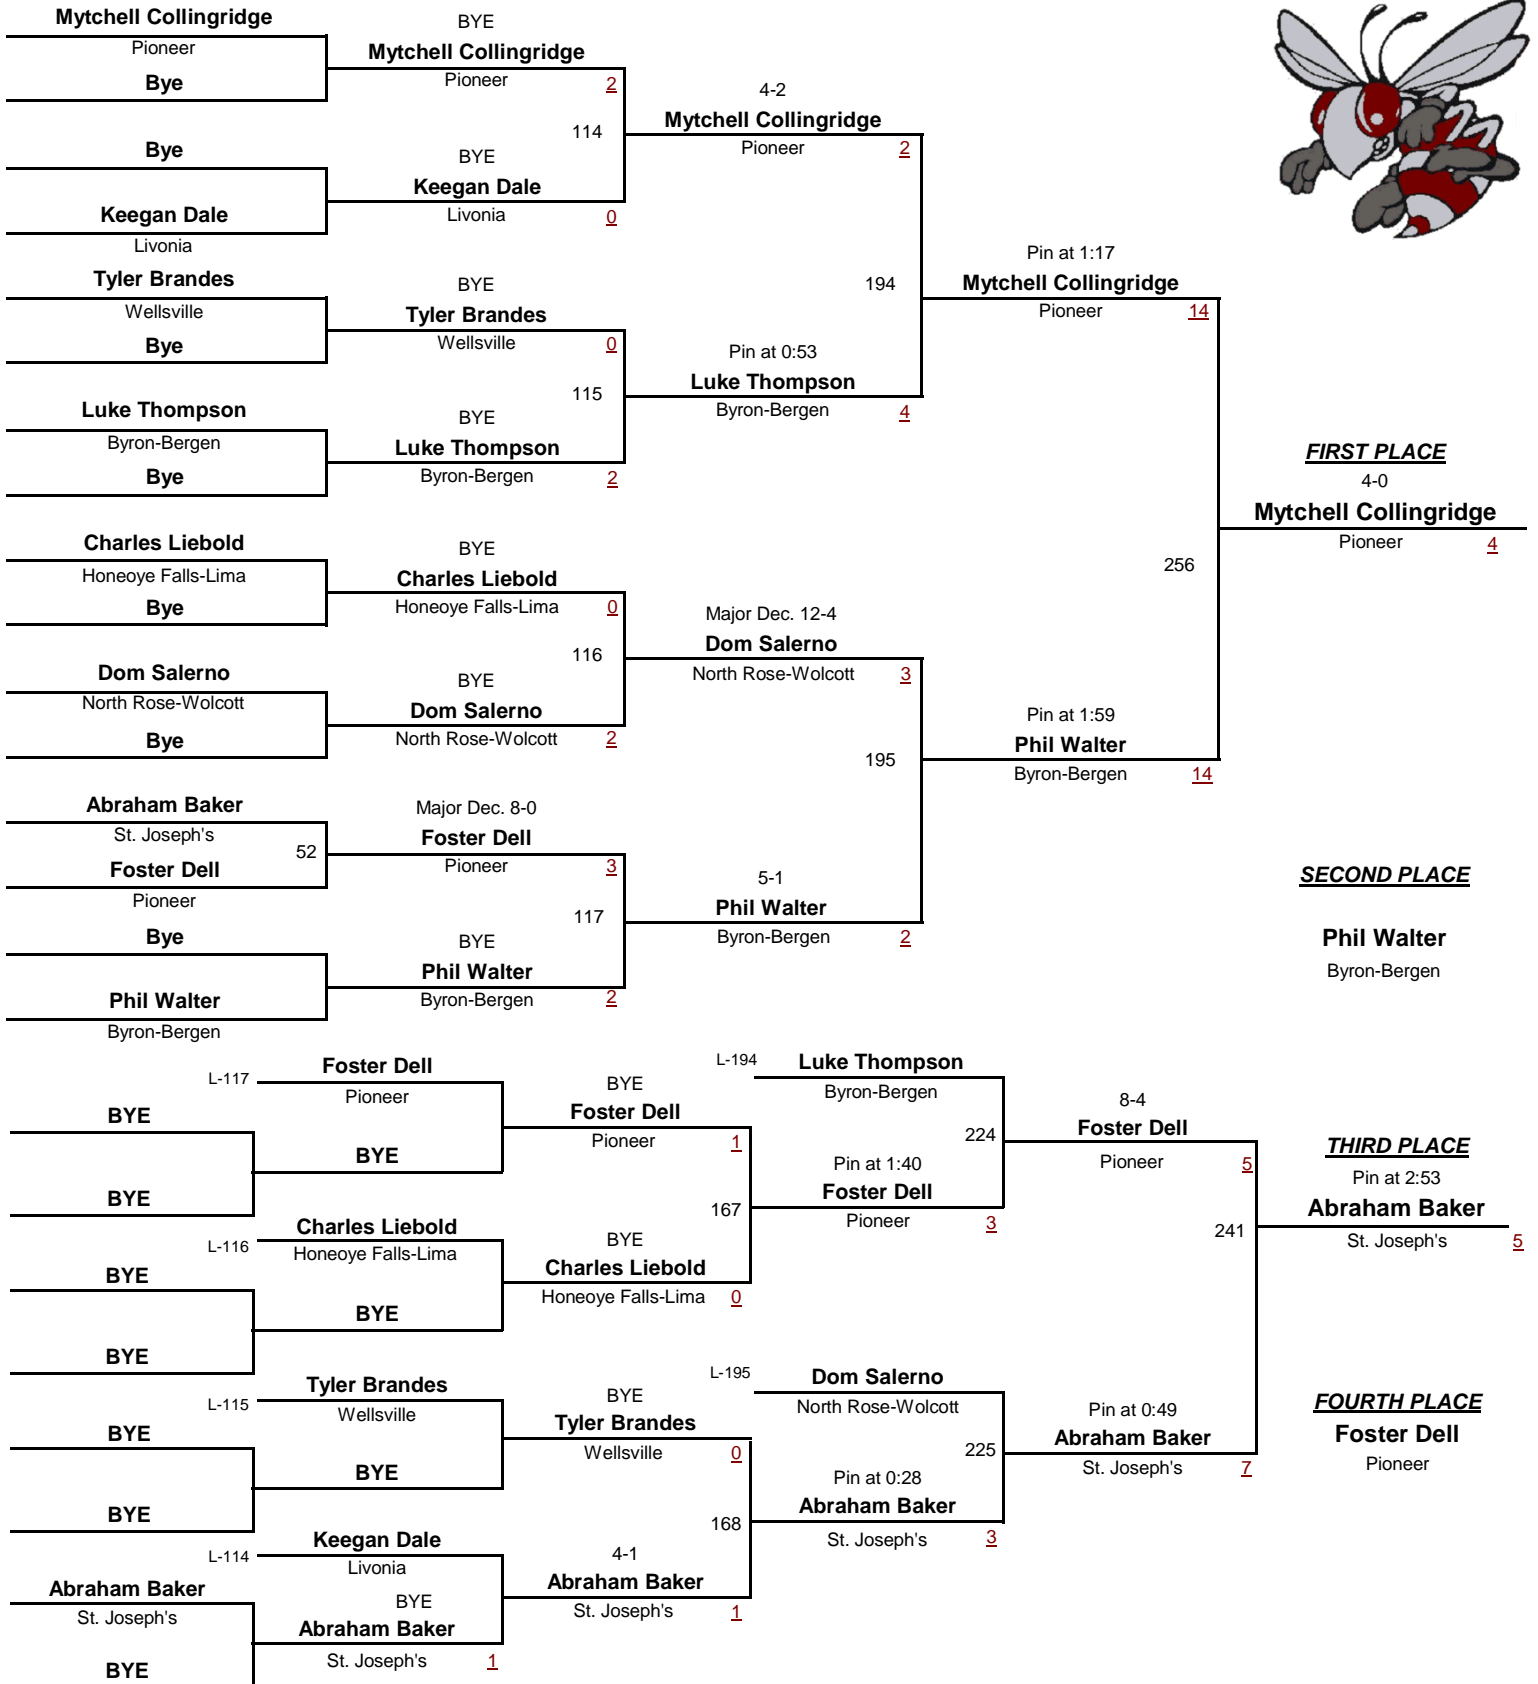 Mytchell Collingridge
Pioneer
Bye
Bye
Keegan Dale
Livonia
Tyler Brandes
Wellsville
Bye
Luke Thompson
Byron-Bergen
Bye
Charles Liebold
Honeoye Falls-Lima
Bye
Dom Salerno
North Rose-Wolcott
Bye
Abraham Baker
St. Joseph's
52
Foster Dell
Pioneer
Bye
Phil Walter
Byron-Bergen
BYE
Mytchell Collingridge
Pioneer 2
114
BYE
Keegan Dale
Livonia 0
BYE
Tyler Brandes
Wellsville 0
115
BYE
Luke Thompson
Byron-Bergen 2
BYE
Charles Liebold
Honeoye Falls-Lima 0
116
BYE
Dom Salerno
North Rose-Wolcott 2
Major Dec. 8-0
Foster Dell
Pioneer 3
117
BYE
Phil Walter
Byron-Bergen 2
4-2
Mytchell Collingridge
Pioneer 2
194
Pin at 0:53
Luke Thompson
Byron-Bergen 4
Major Dec. 12-4
Dom Salerno
North Rose-Wolcott 3
195
5-1
Phil Walter
Byron-Bergen 2
Pin at 1:17
Mytchell Collingridge
Pioneer 14
256
Pin at 1:59
Phil Walter
Byron-Bergen 14
FIRST PLACE
4-0
Mytchell Collingridge
Pioneer 4
SECOND PLACE
Phil Walter
Byron-Bergen
BYE
BYE
BYE
BYE
BYE
BYE
Abraham Baker
St. Joseph's
BYE
L-117
Foster Dell
Pioneer
BYE
L-116
Charles Liebold
Honeoye Falls-Lima
BYE
L-115
Tyler Brandes
Wellsville
BYE
L-114
Keegan Dale
Livonia
BYE
Abraham Baker
St. Joseph's 1
BYE
Foster Dell
Pioneer 1
167
BYE
Charles Liebold
Honeoye Falls-Lima 0
BYE
Tyler Brandes
Wellsville 0
168
4-1
Abraham Baker
St. Joseph's 1
L-194
Luke Thompson
Byron-Bergen
224
Pin at 1:40
Foster Dell
Pioneer 3
L-195
Dom Salerno
North Rose-Wolcott
225
Pin at 0:28
Abraham Baker
St. Joseph's 3
8-4
Foster Dell
Pioneer 5
241
Pin at 0:49
Abraham Baker
St. Joseph's 7
THIRD PLACE
Pin at 2:53
Abraham Baker
St. Joseph's 5
FOURTH PLACE
Foster Dell
Pioneer